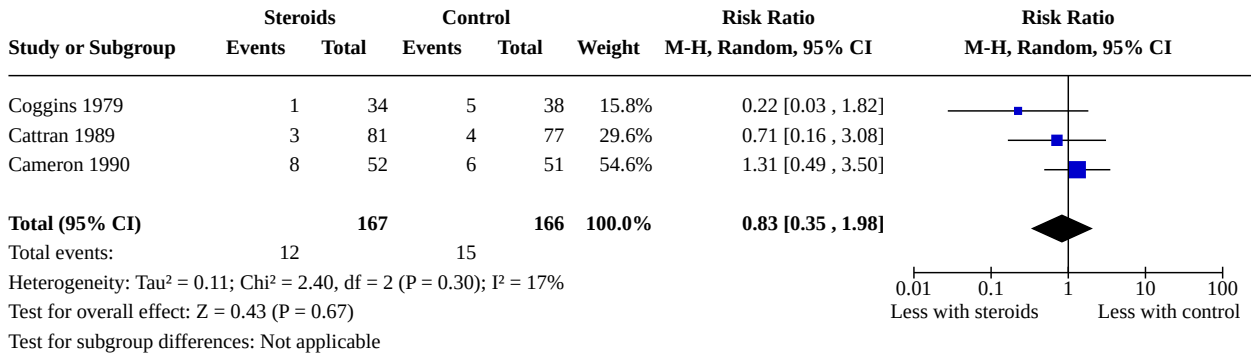 Steroids Control Risk Ratio Risk Ratio
Study or Subgroup Events Total Events Total Weight M-H, Random, 95% CI M-H, Random, 95% CI
Coggins 1979 1 34 5 38 15.8% 0.22 [0.03 , 1.82]
Cattran 1989 3 81 4 77 29.6% 0.71 [0.16 , 3.08]
Cameron 1990 8 52 6 51 54.6% 1.31 [0.49 , 3.50]
Total (95% CI) 167 166 100.0% 0.83 [0.35 , 1.98]
Total events: 12 15
Heterogeneity: Tau² = 0.11; Chi² = 2.40, df = 2 (P = 0.30); I² = 17%
0.01 0.1 1 10 100
Test for overall effect: Z = 0.43 (P = 0.67) Less with steroids Less with control
Test for subgroup differences: Not applicable